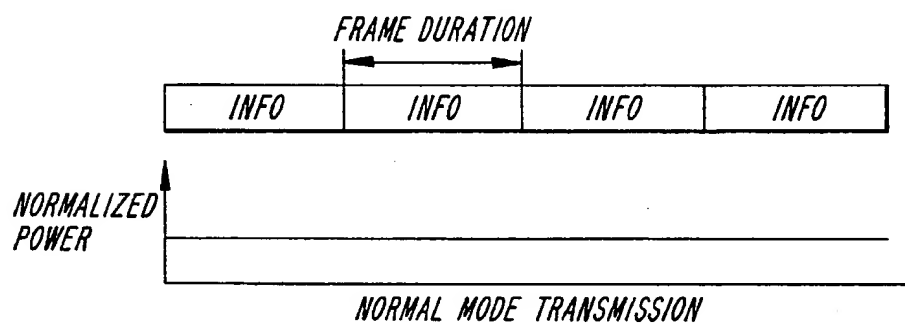 FRAME DURATION
INFO INFO INFO INFO
NORMALIZED
POWER
NORMAL MODE TRANSMISSION